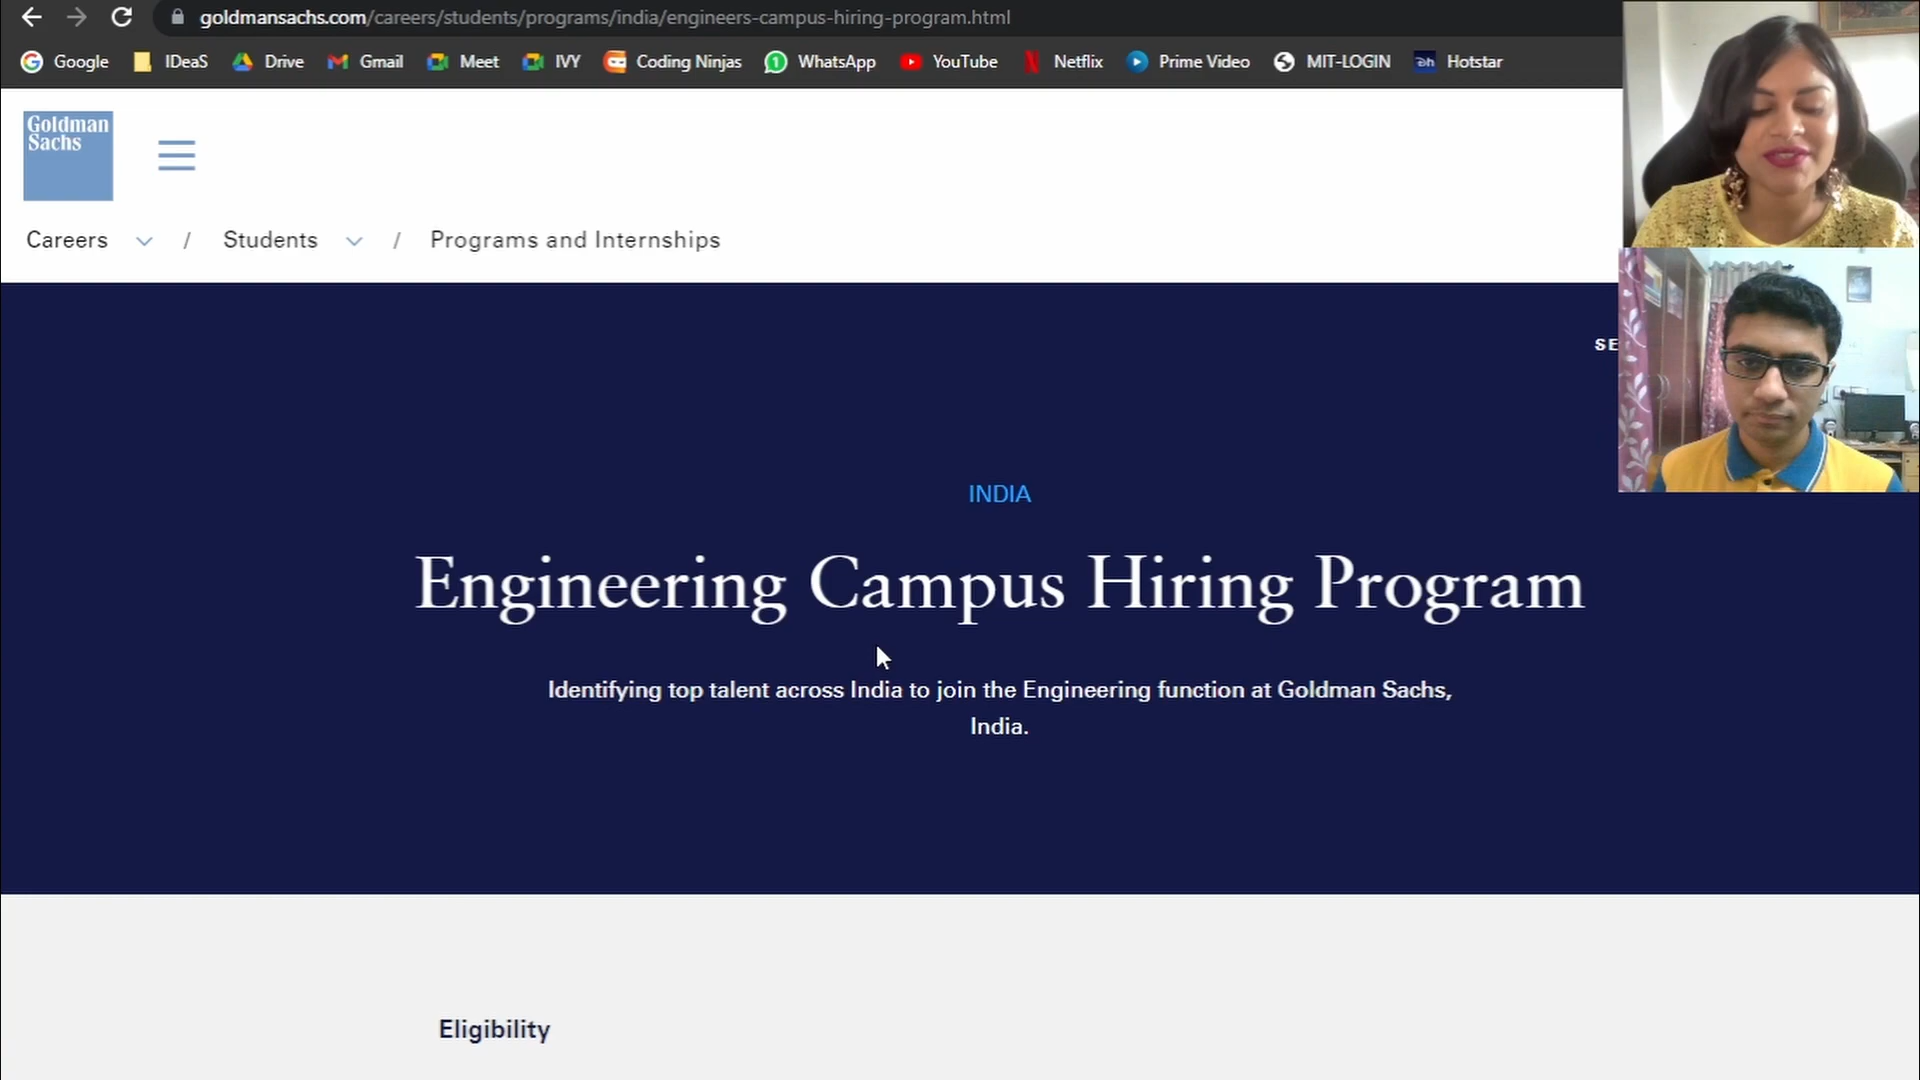 goldmansachs.com/careers/students/programs/india/engineers-campus-hiring-program.html
Google IDeaS Drive Gmail Meet IVY Coding Ninjas WhatsApp YouTube Netflix Prime Video MIT-LOGIN Hotstar
Goldman
Sachs
Careers / Students / Programs and Internships
SE
INDIA
Engineering Campus Hiring Program
Identifying top talent across India to join the Engineering function at Goldman Sachs,
India.
Eligibility